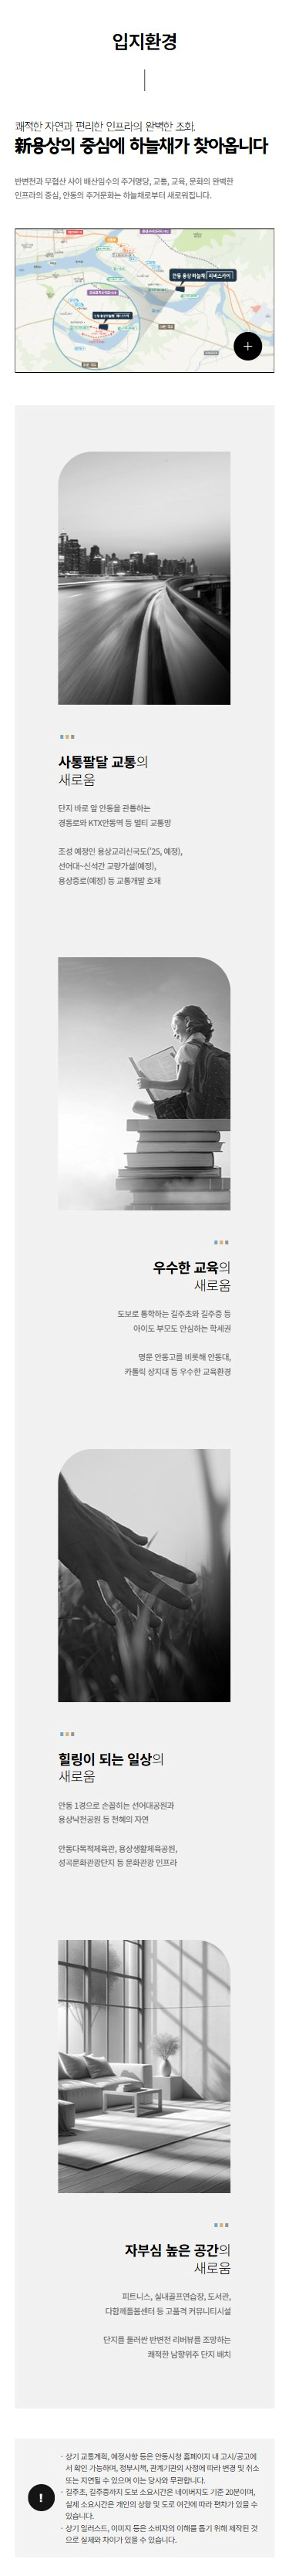 입지환경
쾌적한 자연과 편리한 인프라의 완벽한 조화,
新용상의 중심에 하늘채가 찾아옵니다
반변천과 무협산 사이 배산임수의 주거명당, 교통, 교육, 문화의 완벽한
인프라의 중심, 안동의 주거문화는 하늘채로부터 새로워집니다.
안동 용상 하늘채 리버스카이
사통팔달 교통의
새로움
단지 바로 앞 안동을 관통하는
경동로와 KTX안동역 등 멀티 교통망
조성 예정인 용상교리신국도('25, 예정),
선어대~신석간 교량가설(예정),
용상중로(예정) 등 교통개발 호재
우수한 교육의
새로움
도보로 통학하는 길주초와 길주중 등
아이도 부모도 안심하는 학세권
명문 안동고를 비롯해 안동대,
카톨릭 상지대 등 우수한 교육환경
힐링이 되는 일상의
새로움
안동 1경으로 손꼽히는 선어대공원과
용상낙천공원 등 천혜의 자연
안동다목적체육관, 용상생활체육공원,
성곡문화관광단지 등 문화관광 인프라
자부심 높은 공간의
새로움
피트니스, 실내골프연습장, 도서관,
다함께돌봄센터 등 고품격 커뮤니티시설
단지를 둘러싼 반변천 리버뷰를 조망하는
쾌적한 남향위주 단지 배치
· 상기 교통계획, 예정사항 등은 안동시청 홈페이지 내 고시/공고에
서 확인 가능하며, 정부시책, 관계기관의 사정에 따라 변경 및 취소
또는 지연될 수 있으며 이는 당사와 무관합니다.
· 길주초, 길주중까지 도보 소요시간은 네이버지도 기준 20분이며,
실제 소요시간은 개인의 상황 및 도로 여건에 따라 편차가 있을 수
있습니다.
· 상기 일러스트, 이미지 등은 소비자의 이해를 돕기 위해 제작된 것
으로 실제와 차이가 있을 수 있습니다.